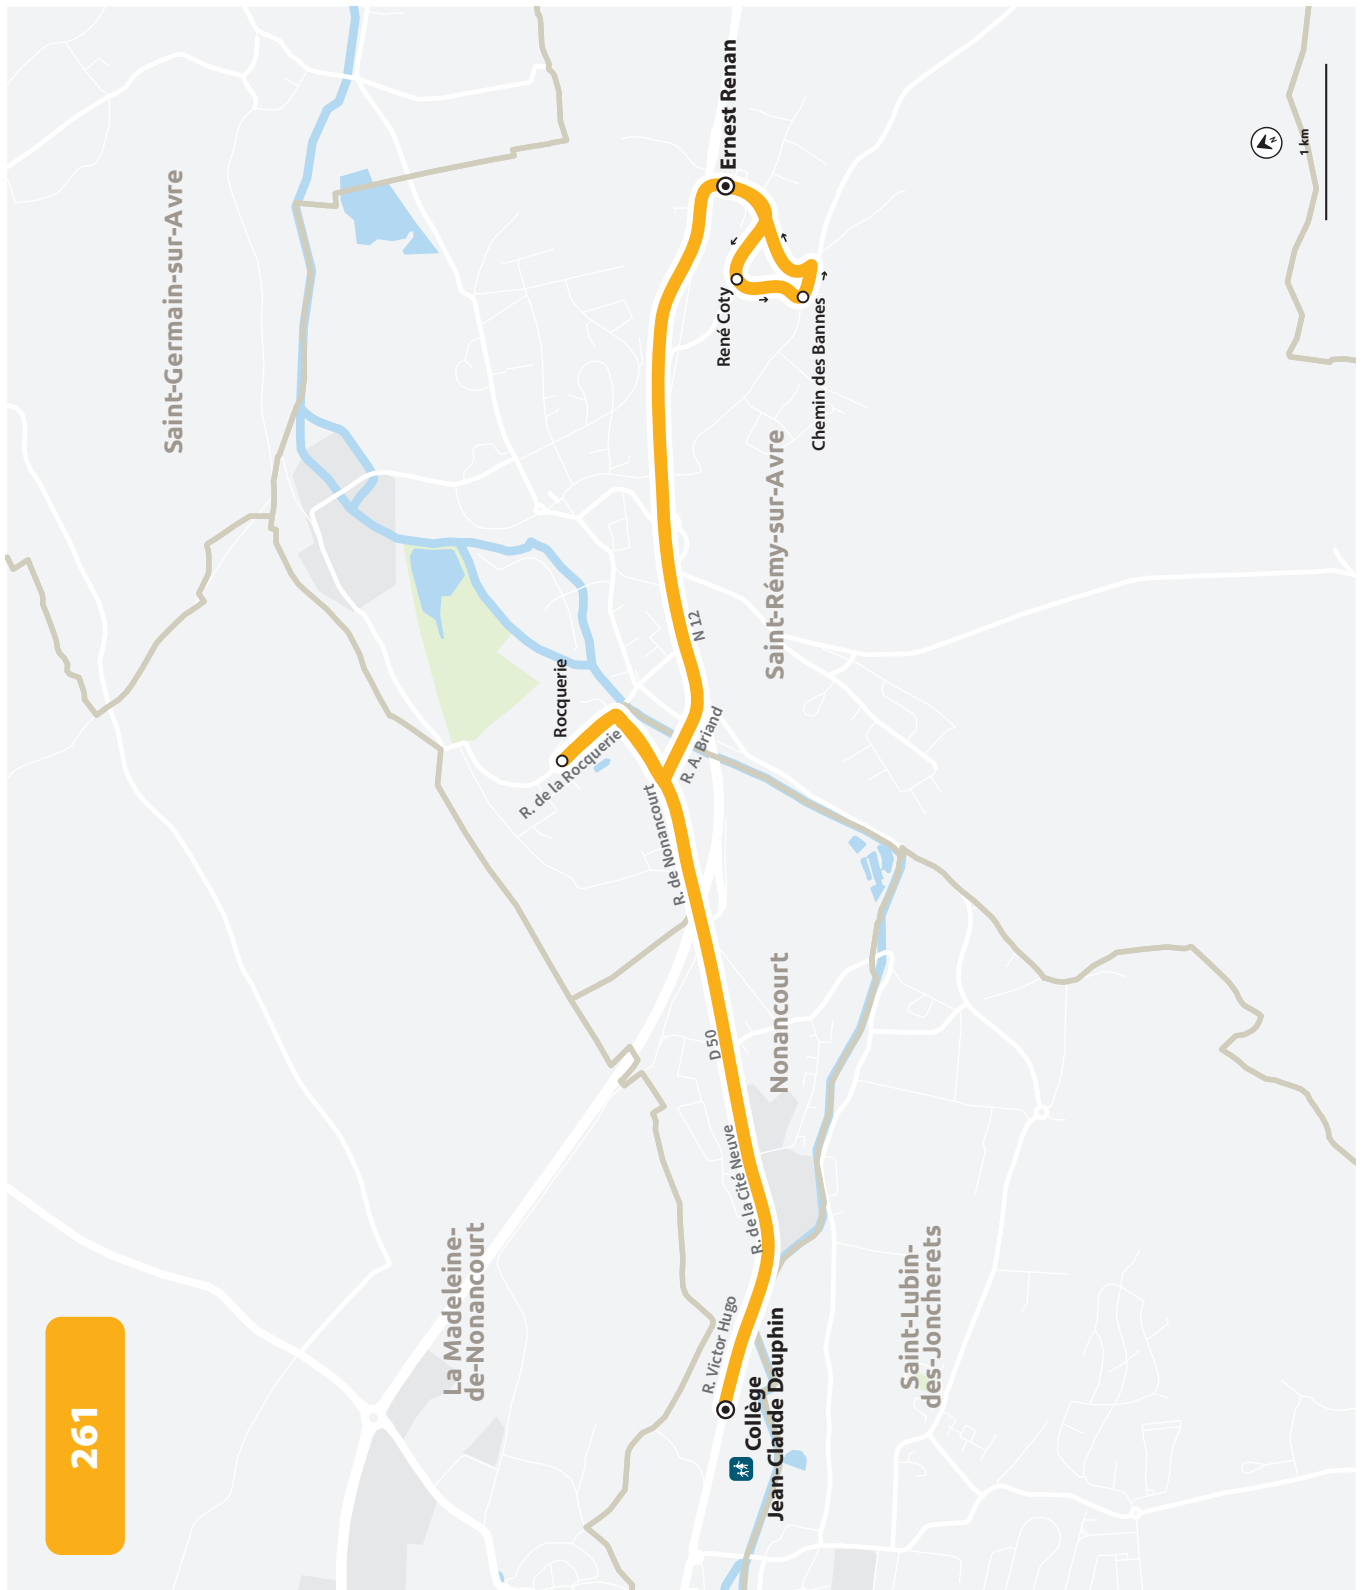 261
La Madeleine-
de-Nonancourt
Saint-Germain-sur-Avre
Rocquerie
R. de la Rocquerie
R. de Nonancourt
R. A. Briand
N 12
D 50
R. de la Cité Neuve
R. Victor Hugo
Collège
Jean-Claude Dauphin
Nonancourt
Saint-Rémy-sur-Avre
Saint-Lubin-
des-Joncherets
Ernest Renan
René Coty
Chemin des Bannes
N
1 km